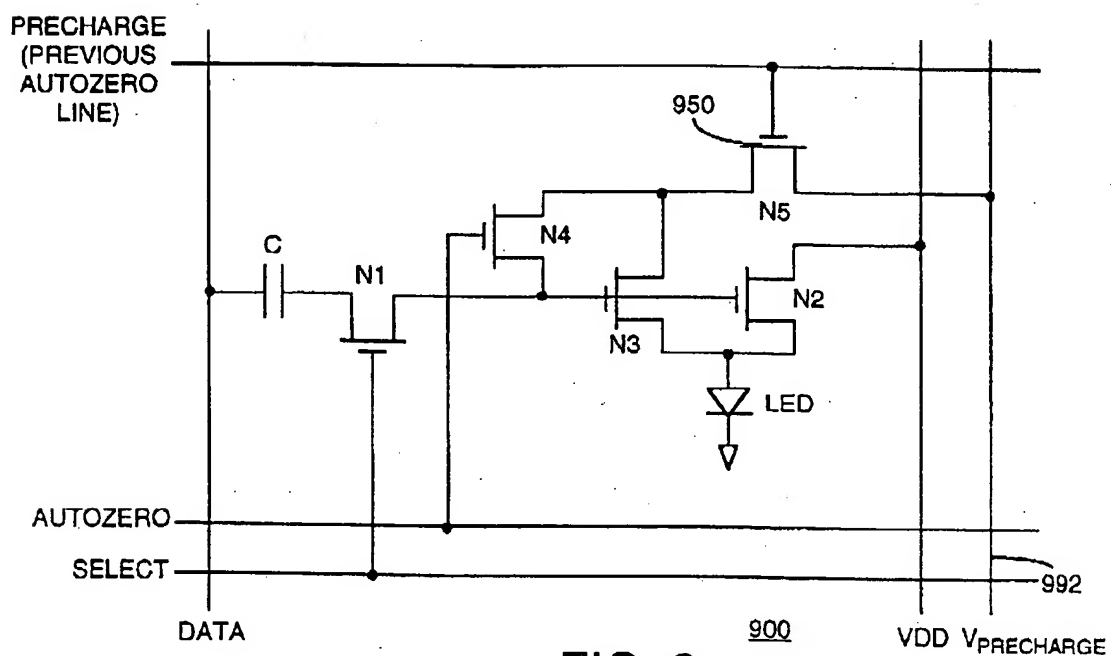 PRECHARGE
(PREVIOUS
AUTOZERO
LINE)
950
N5
N4
C
N1
N2
N3
LED
AUTOZERO
SELECT
992
DATA
900
VDD
VPRECHARGE